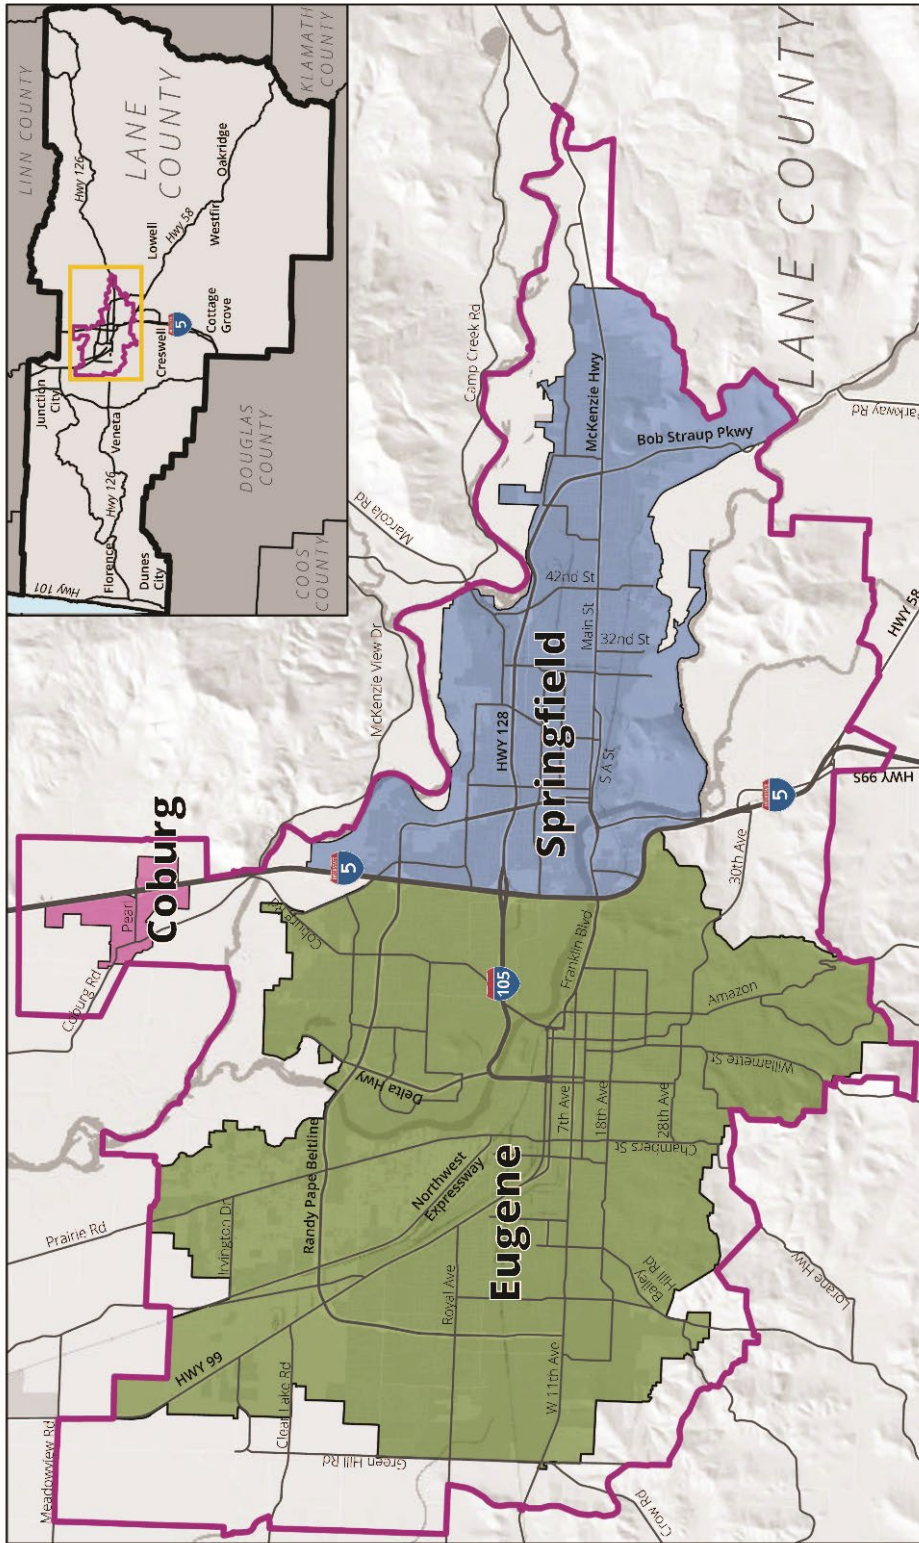 LINN COUNTY
KLAMATH
COUNTY
LANE
COUNTY
Hwy 126
Oakridge
Westfir
Hwy 58
Lowell
5
Cottage
Grove
Creswell
Junction
City
Veneta
Hwy 126
Florence
Dunes
City
Hwy 101
DOUGLAS
COUNTY
COOS
COUNTY
LANE COUNTY
Camp Creek Rd
Marcola Rd
McKenzie View Dr
McKenzie Hwy
Bob Straup Pkwy
Parkway Rd
42nd St
Main St
32nd St
HWY 128
S A St
Springfield
HWY 58
HWY 99S
5
30th Ave
Coburg
Pearl
Coburg Rd
5
Coburg Rd
105
Franklin Blvd
Amazon
Willamette St
Delta Hwy
7th Ave
18th Ave
28th Ave
Chambers St
Randy Pape Beltline
Northwest
Expressway
Eugene
Prairie Rd
Irvington Dr
Royal Ave
Bailey
Hill Rd
Lorane Hwy
HWY 99
W 11th Ave
Clear Lake Rd
Green Hill Rd
Meadowview Rd
Crow Rd